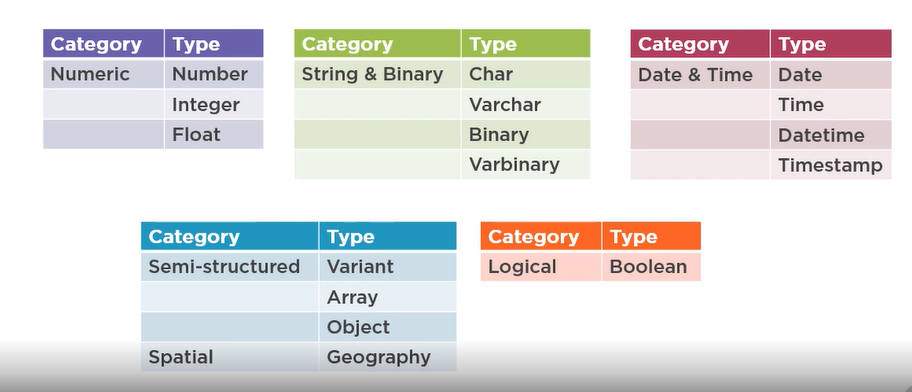 Category Type
Numeric Number
Integer
Float
Category Type
String & Binary Char
Varchar
Binary
Varbinary
Category Type
Date & Time Date
Time
Datetime
Timestamp
Category Type
Semi-structured Variant
Array
Object
Spatial Geography
Category Type
Logical Boolean